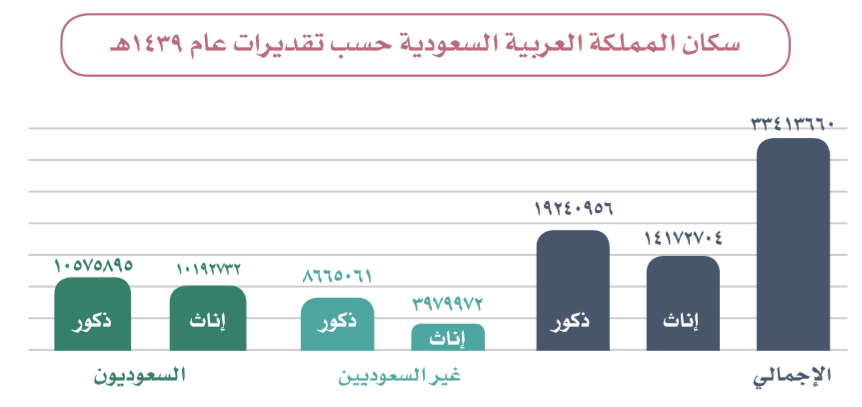 سكان المملكة العربية السعودية حسب تقديرات عام ١٤٣٩هـ
٣٣٤١٣٦٦٠
١٩٢٤٠٩٥٦
١٤١٧٢٧٠٤
١٠٥٧٥٨٩٥
١٠١٩٢٧٣٢
٨٦٦٥٠٦١
٣٩٧٩٩٧٢
إناث
ذكور
إناث
ذكور
إناث
ذكور
الإجمالي
غير السعوديين
السعوديون